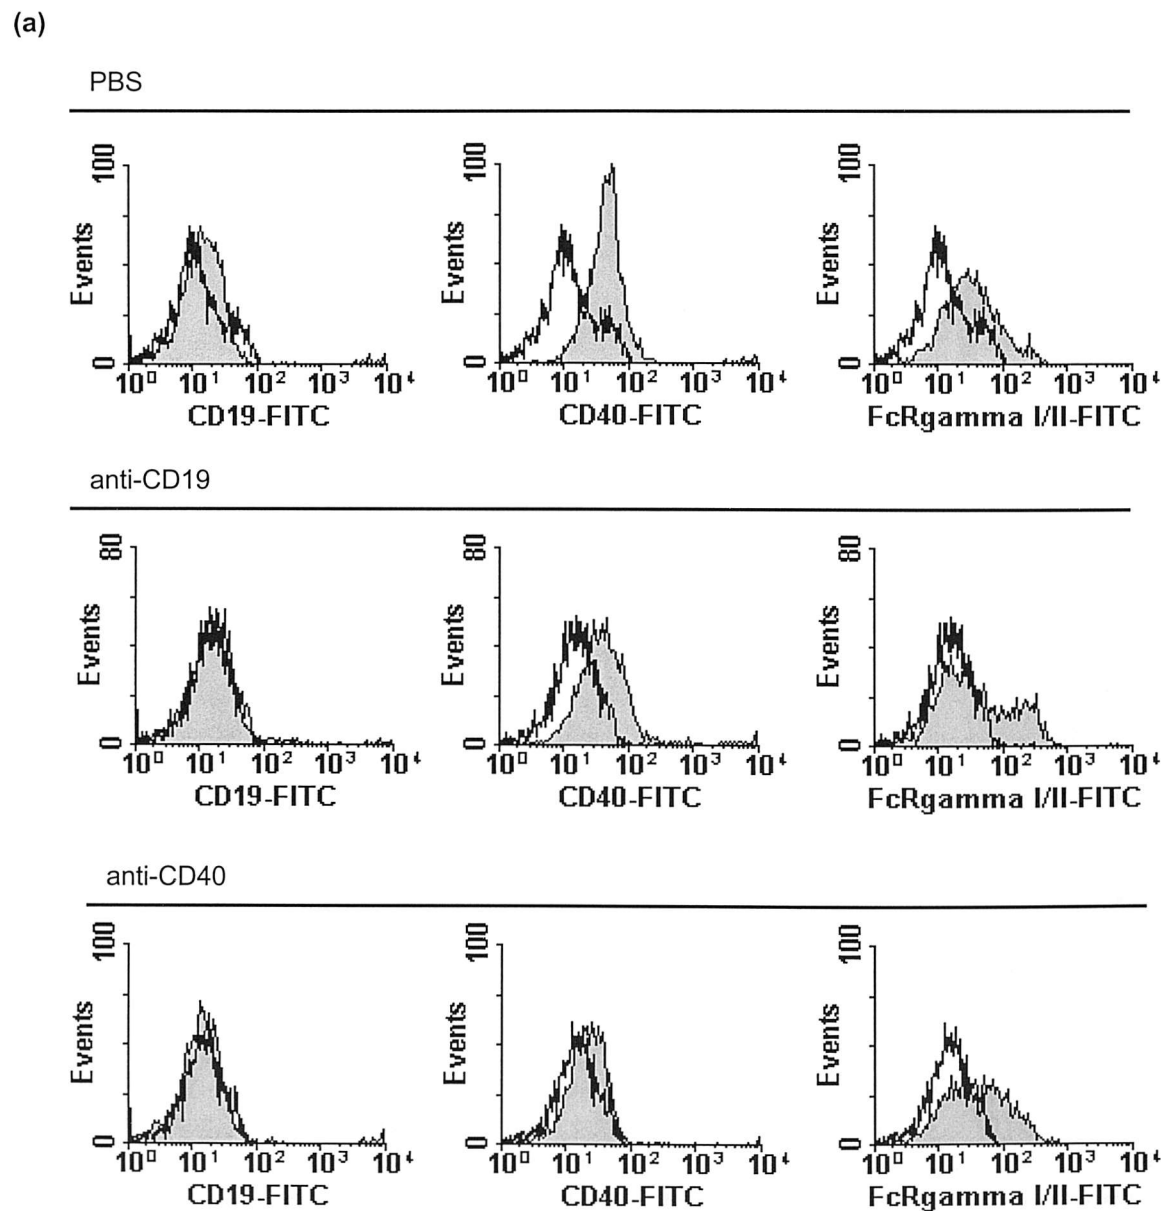 (a)
PBS
100 100 100
Events Events Events
0 0 0
10⁰ 10¹ 10² 10³ 10⁴ 10⁰ 10¹ 10² 10³ 10⁴ 10⁰ 10¹ 10² 10³ 10⁴
CD19-FITC CD40-FITC FcRgamma I/II-FITC
anti-CD19
80 80 80
Events Events Events
0 0 0
10⁰ 10¹ 10² 10³ 10⁴ 10⁰ 10¹ 10² 10³ 10⁴ 10⁰ 10¹ 10² 10³ 10⁴
CD19-FITC CD40-FITC FcRgamma I/II-FITC
anti-CD40
100 100 100
Events Events Events
0 0 0
10⁰ 10¹ 10² 10³ 10⁴ 10⁰ 10¹ 10² 10³ 10⁴ 10⁰ 10¹ 10² 10³ 10⁴
CD19-FITC CD40-FITC FcRgamma I/II-FITC